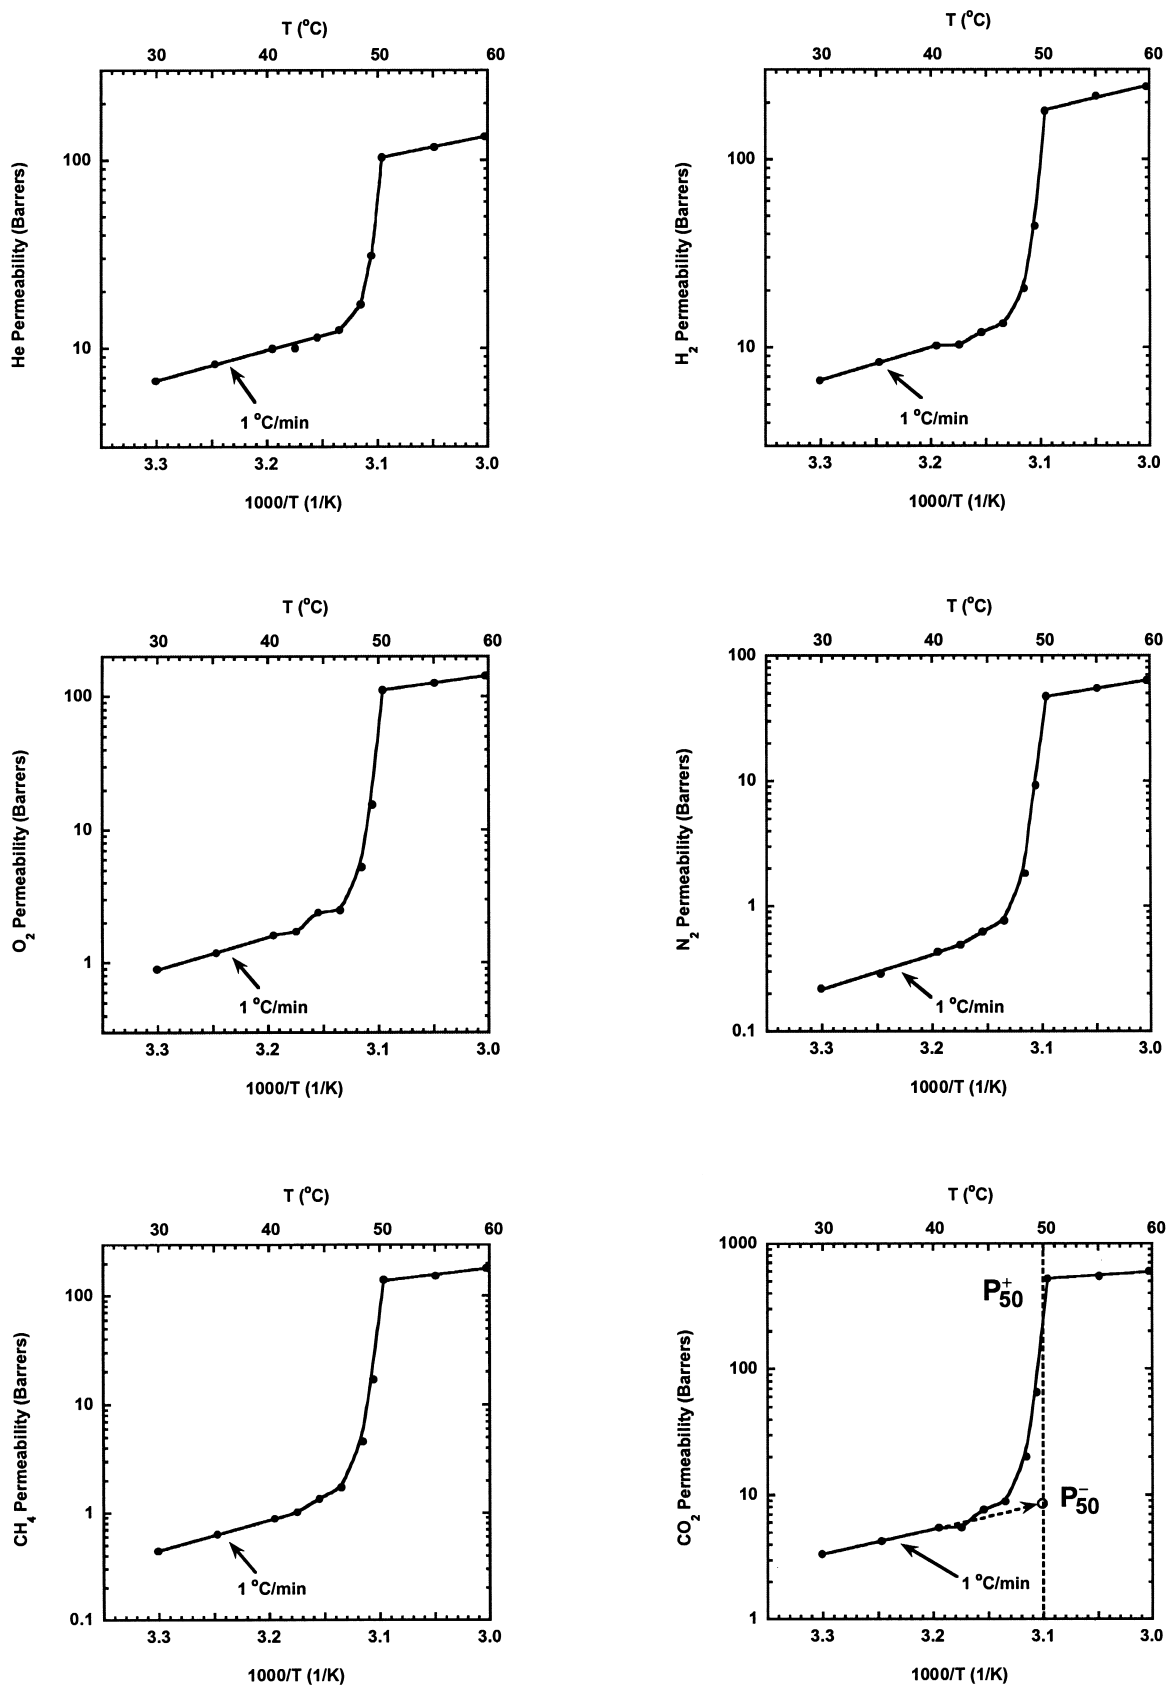 T (°C)
30 40 50 60
100
10
He Permeability (Barrers)
1 °C/min
3.3 3.2 3.1 3.0
1000/T (1/K)
T (°C)
30 40 50 60
100
10
H2 Permeability (Barrers)
1 °C/min
3.3 3.2 3.1 3.0
1000/T (1/K)
T (°C)
30 40 50 60
100
10
1
O2 Permeability (Barrers)
1 °C/min
3.3 3.2 3.1 3.0
1000/T (1/K)
T (°C)
30 40 50 60
100
10
1
0.1
N2 Permeability (Barrers)
1 °C/min
3.3 3.2 3.1 3.0
1000/T (1/K)
T (°C)
30 40 50 60
100
10
1
0.1
CH4 Permeability (Barrers)
1 °C/min
3.3 3.2 3.1 3.0
1000/T (1/K)
T (°C)
30 40 50 60
1000
100
10
1
CO2 Permeability (Barrers)
P50+
P50−
1 °C/min
3.3 3.2 3.1 3.0
1000/T (1/K)